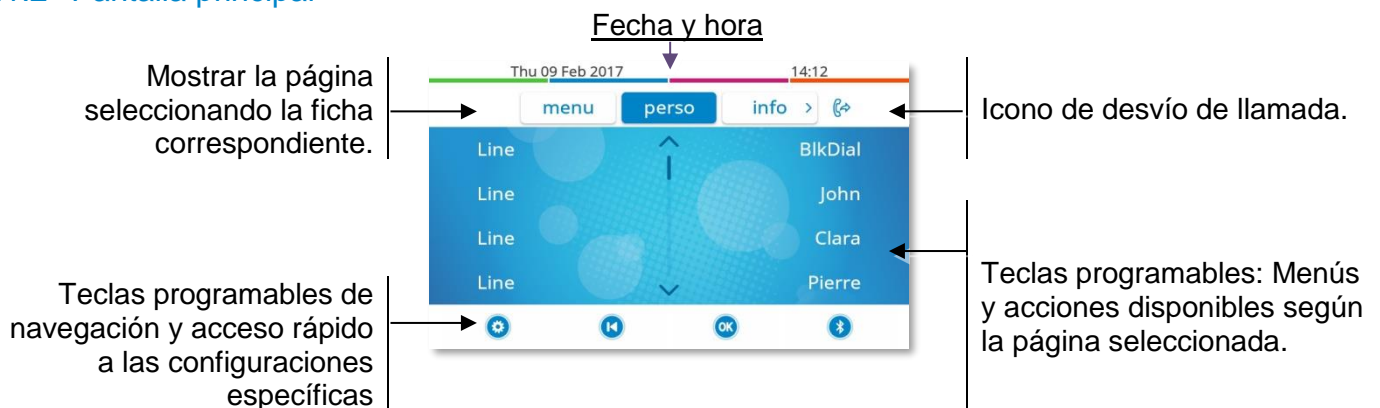 Pantalla principal
Fecha y hora
Mostrar la página
seleccionando la ficha
correspondiente.
Thu 09 Feb 2017 14:12
menu perso info >
Icono de desvío de llamada.
Line BlkDial
Line John
Line Clara
Line Pierre
Teclas programables de
navegación y acceso rápido
a las configuraciones
específicas
OK
Teclas programables: Menús
y acciones disponibles según
la página seleccionada.